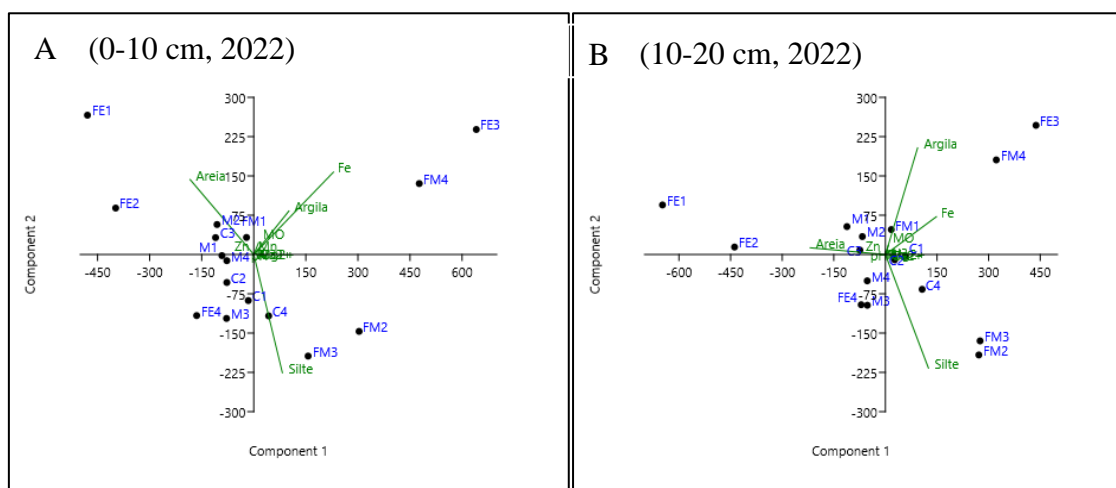 A (0-10 cm, 2022)
300
225
150
75
-75
-150
-225
-300
-450
-300
-150
150
300
450
600
Component 2
Component 1
FE1
FE3
Fe
Areia
FM4
Argila
FE2
M2
FM1
C3
MO
Zn
Mn
M1
M4
C2
C1
FE4
M3
C4
FM2
FM3
Silte
B (10-20 cm, 2022)
300
225
150
75
-75
-150
-225
-300
-600
-450
-300
-150
150
300
450
Component 2
Component 1
FE3
Argila
FM4
FE1
Fe
M1
FM1
M2
MO
FE2
Areia
Zn
C1
C2
M4
C4
FE4
M3
FM3
FM2
Silte